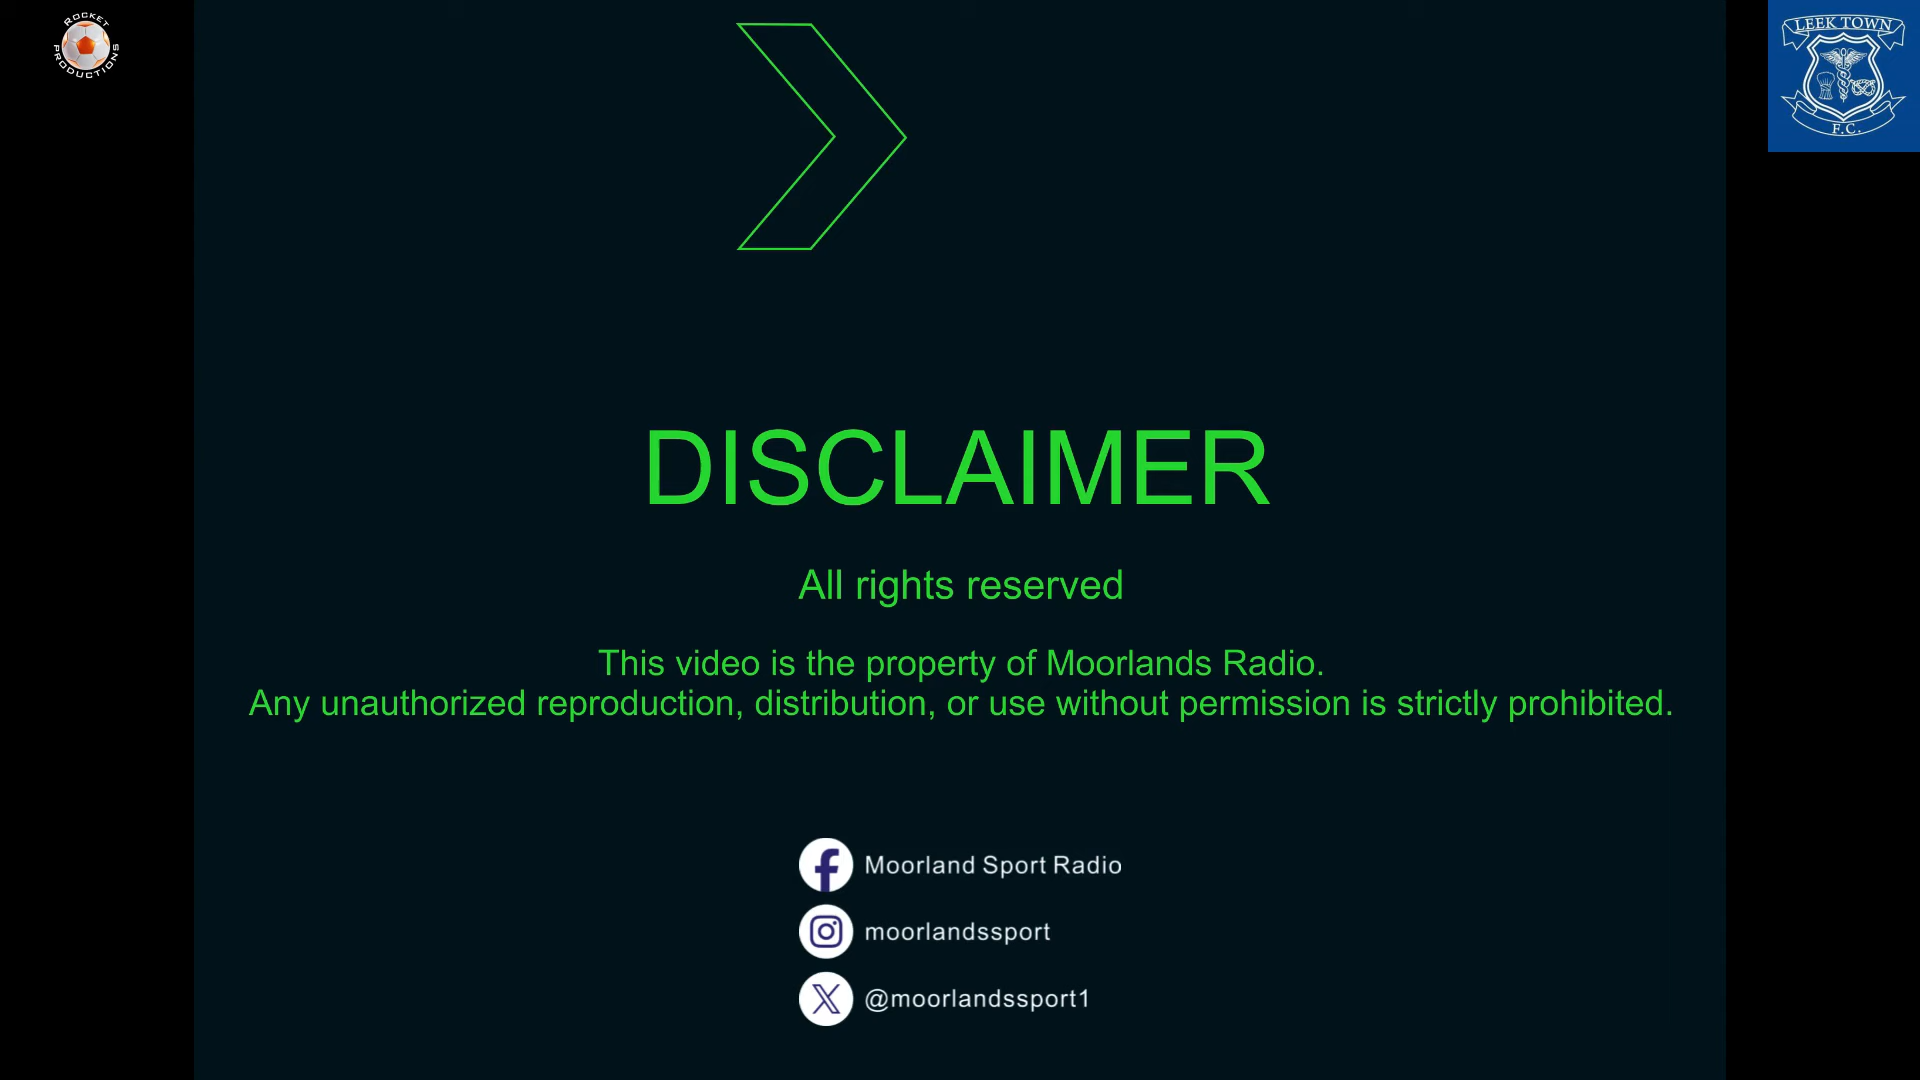 ROCKET
PRODUCTIONS
LEEK TOWN
F.C.
DISCLAIMER
All rights reserved
This video is the property of Moorlands Radio.
Any unauthorized reproduction, distribution, or use without permission is strictly prohibited.
Moorland Sport Radio
moorlandssport
@moorlandssport1